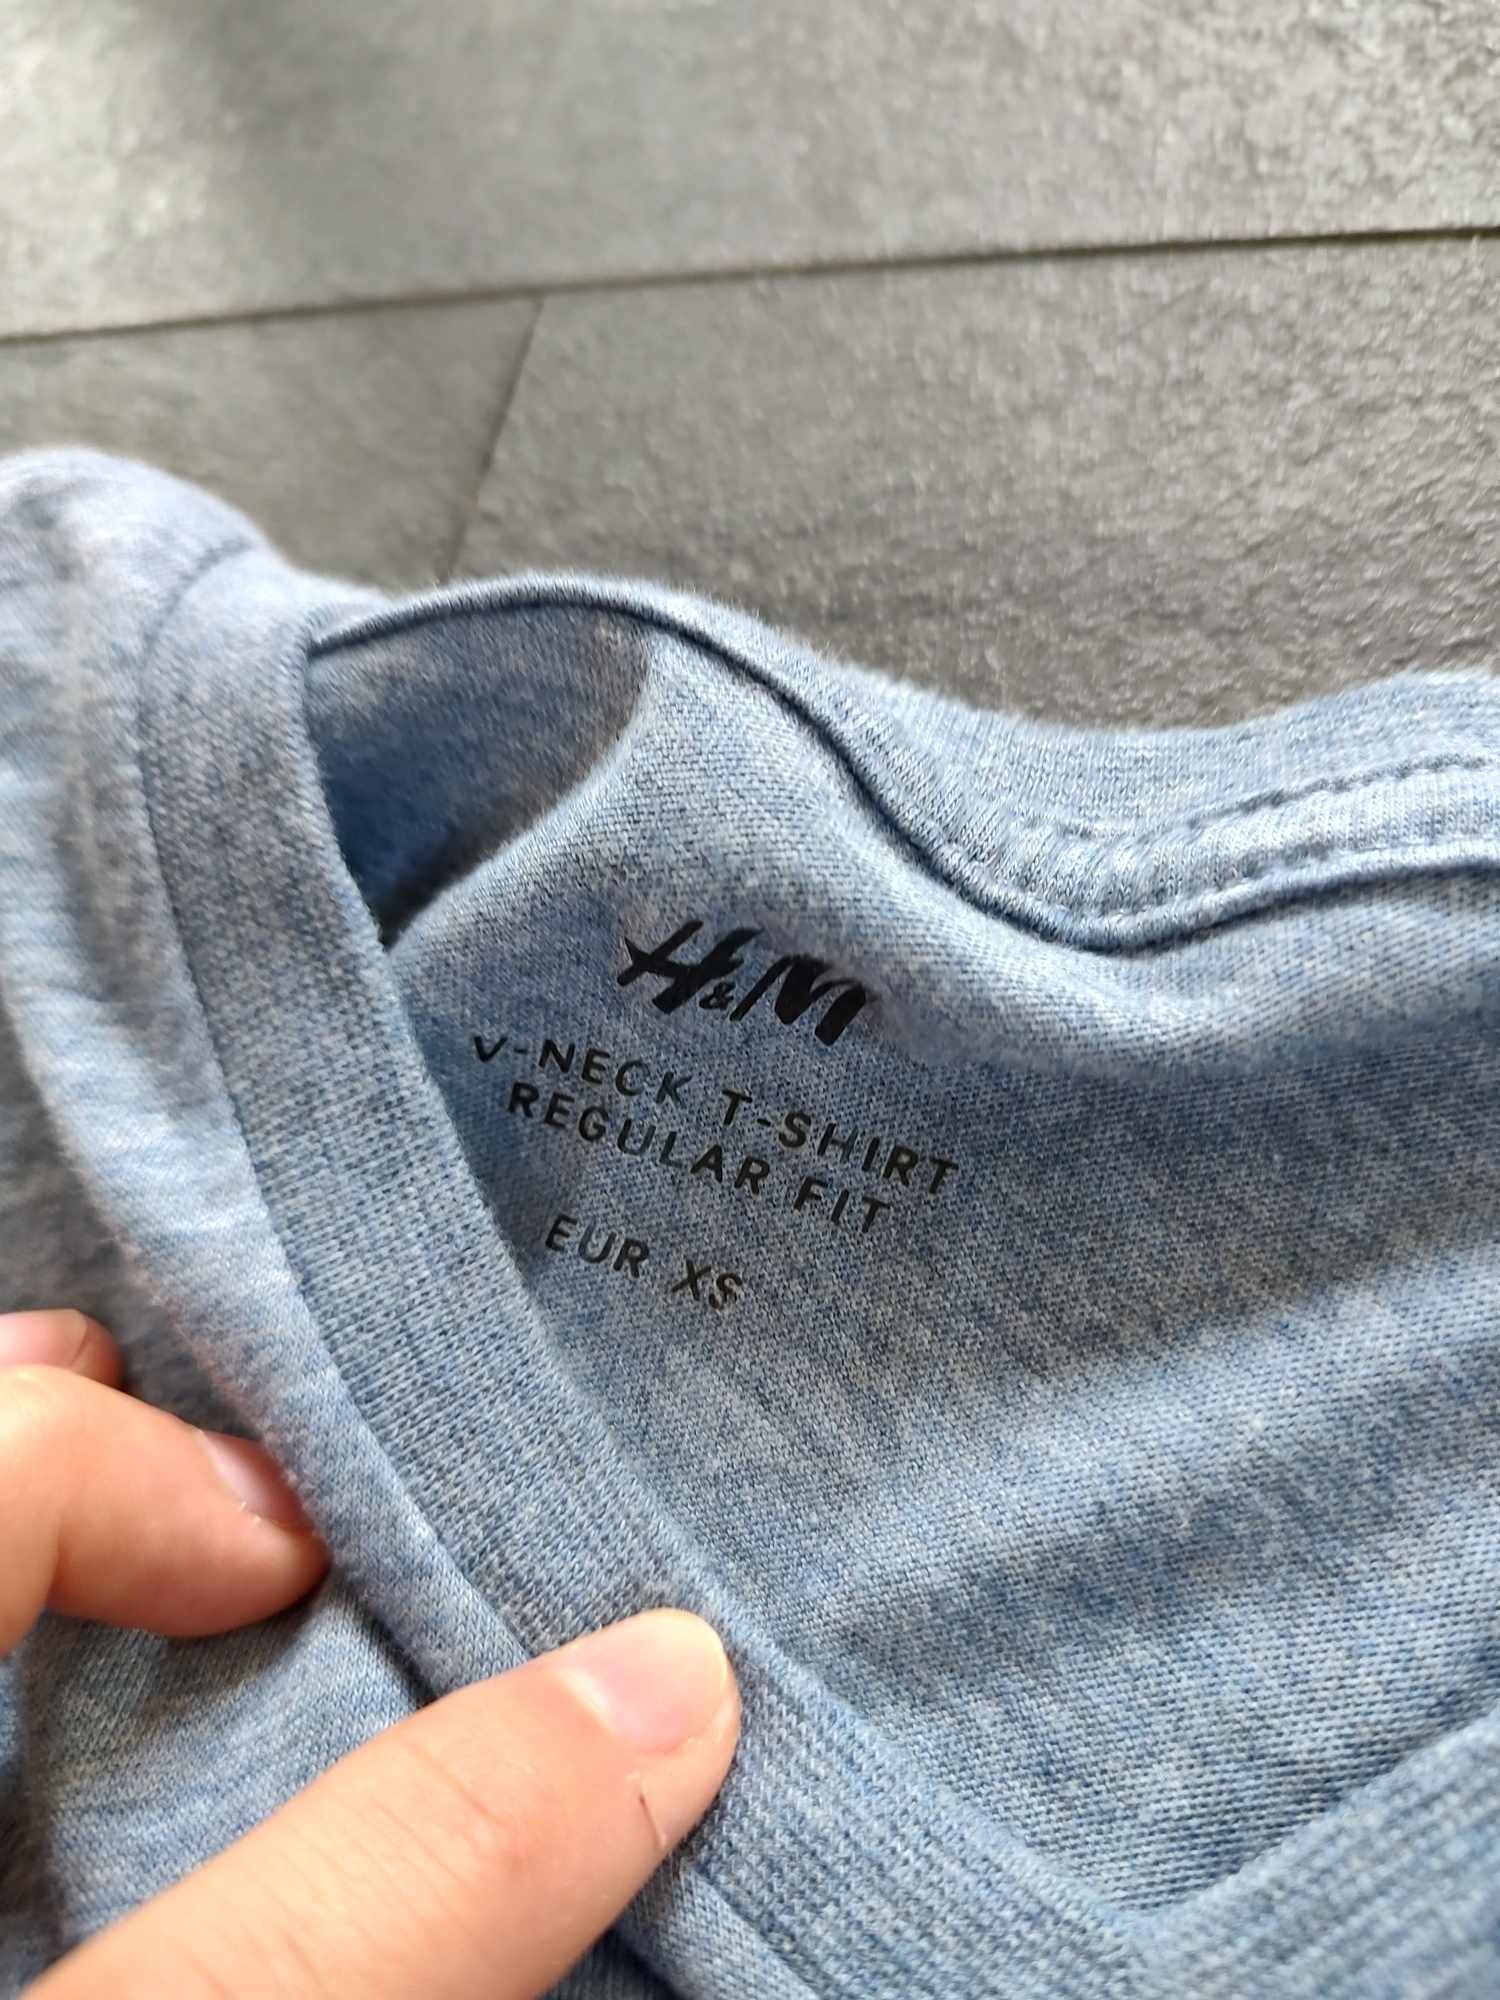 H&M
V-NECK T-SHIRT
REGULAR FIT
EUR XS